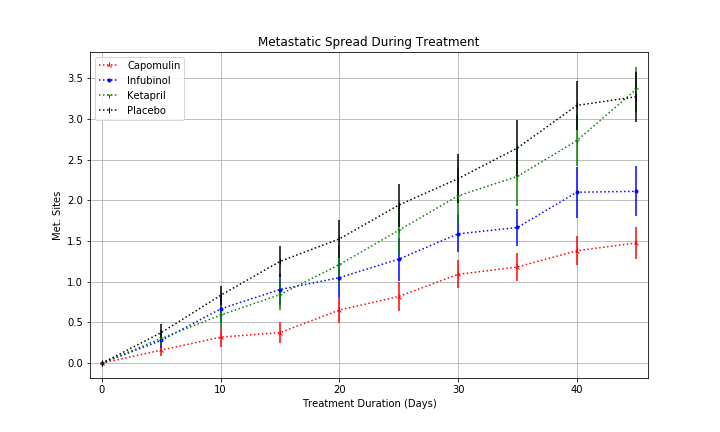 Metastatic Spread During Treatment
Capomulin
Infubinol
Ketapril
Placebo
Met. Sites
3.5
3.0
2.5
2.0
1.5
1.0
0.5
0.0
0 10 20 30 40
Treatment Duration (Days)